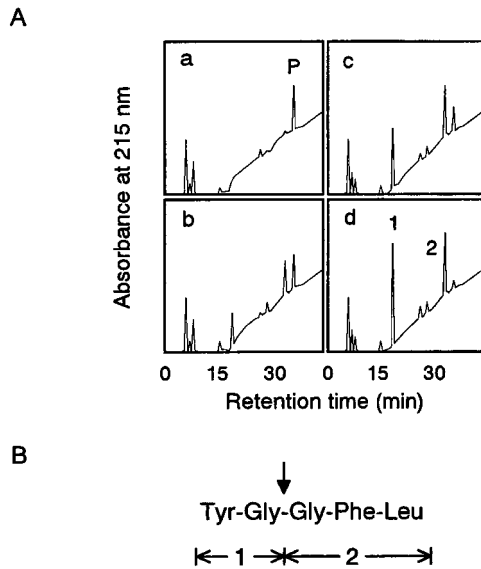 A
a
P
c
b
d
1
2
Absorbance at 215 nm
0 15 30 0 15 30
Retention time (min)
B
Tyr-Gly-Gly-Phe-Leu
1 2